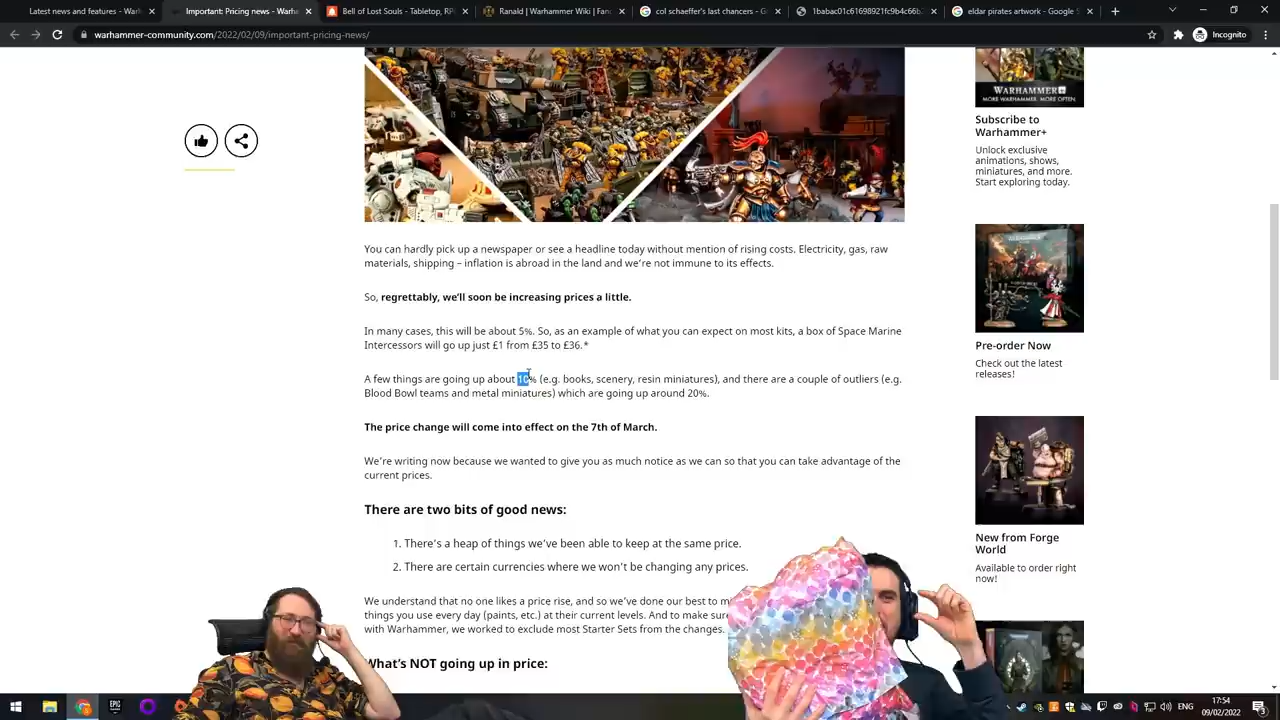 Latest news and features - Warha
Important: Pricing news - Warha
Bell of Lost Souls - Tabletop, RP
Ranald | Warhammer Wiki | Fan
col schaeffer's last chancers - G
1babac01c61698921fc9b4c66b
eldar pirates artwork - Google S
warhammer-community.com/2022/02/09/important-pricing-news/
Incognito
WARHAMMER+
MORE WARHAMMER. MORE OFTEN.
Subscribe to
Warhammer+
Unlock exclusive
animations, shows,
miniatures, and more.
Start exploring today.
You can hardly pick up a newspaper or see a headline today without mention of rising costs. Electricity, gas, raw
materials, shipping – inflation is abroad in the land and we're not immune to its effects.
So, regrettably, we'll soon be increasing prices a little.
In many cases, this will be about 5%. So, as an example of what you can expect on most kits, a box of Space Marine
Intercessors will go up just £1 from £35 to £36.*
A few things are going up about 10% (e.g. books, scenery, resin miniatures), and there are a couple of outliers (e.g.
Blood Bowl teams and metal miniatures) which are going up around 20%.
The price change will come into effect on the 7th of March.
We're writing now because we wanted to give you as much notice as we can so that you can take advantage of the
current prices.
There are two bits of good news:
1. There's a heap of things we've been able to keep at the same price.
2. There are certain currencies where we won't be changing any prices.
We understand that no one likes a price rise, and so we've done our best to m
things you use every day (paints, etc.) at their current levels. And to make sure
with Warhammer, we worked to exclude most Starter Sets from the changes.
What's NOT going up in price:
Pre-order Now
Check out the latest
releases!
New from Forge
World
Available to order right
now!
ENG
17:54
09/02/2022